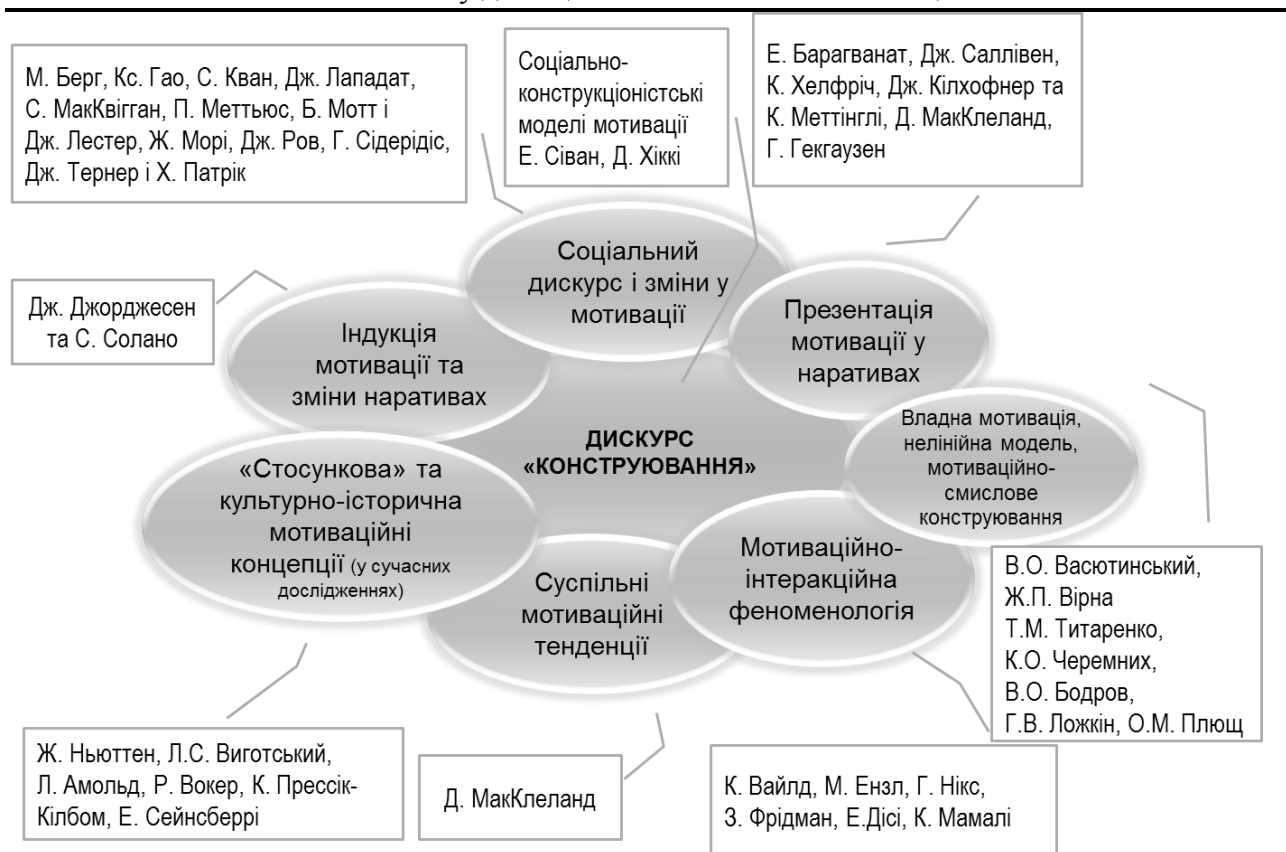 М. Берг, Кс. Гао, С. Кван, Дж. Лападат,
С. МакКвігган, П. Меттьюс, Б. Мотт і
Дж. Лестер, Ж. Морі, Дж. Ров, Г. Сідерідіс,
Дж. Тернер і Х. Патрік
Соціально-
конструкціоністські
моделі мотивації
Е. Сіван, Д. Хіккі
Е. Барагванат, Дж. Саллівен,
К. Хелфріч, Дж. Кілхофнер та
К. Меттінглі, Д. МакКлеланд,
Г. Гекгаузен
Соціальний
дискурс і зміни у
мотивації
Дж. Джорджесен
та С. Солано
Індукція
мотивації та
зміни наративах
Презентація
мотивації у
наративах
ДИСКУРС
«КОНСТРУЮВАННЯ»
Владна мотивація,
нелінійна модель,
мотиваційно-
смислове
конструювання
«Стосункова» та
культурно-історична
мотиваційні
концепції (у сучасних
дослідженнях)
Суспільні
мотиваційні
тенденції
Мотиваційно-
інтеракційна
феноменологія
В.О. Васютинський,
Ж.П. Вірна
Т.М. Титаренко,
К.О. Черемних,
В.О. Бодров,
Г.В. Ложкін, О.М. Плющ
Ж. Ньюттен, Л.С. Виготський,
Л. Амольд, Р. Вокер, К. Прессік-
Кілбом, Е. Сейнсберрі
Д. МакКлеланд
К. Вайлд, М. Ензл, Г. Нікс,
З. Фрідман, Е.Дісі, К. Мамалі